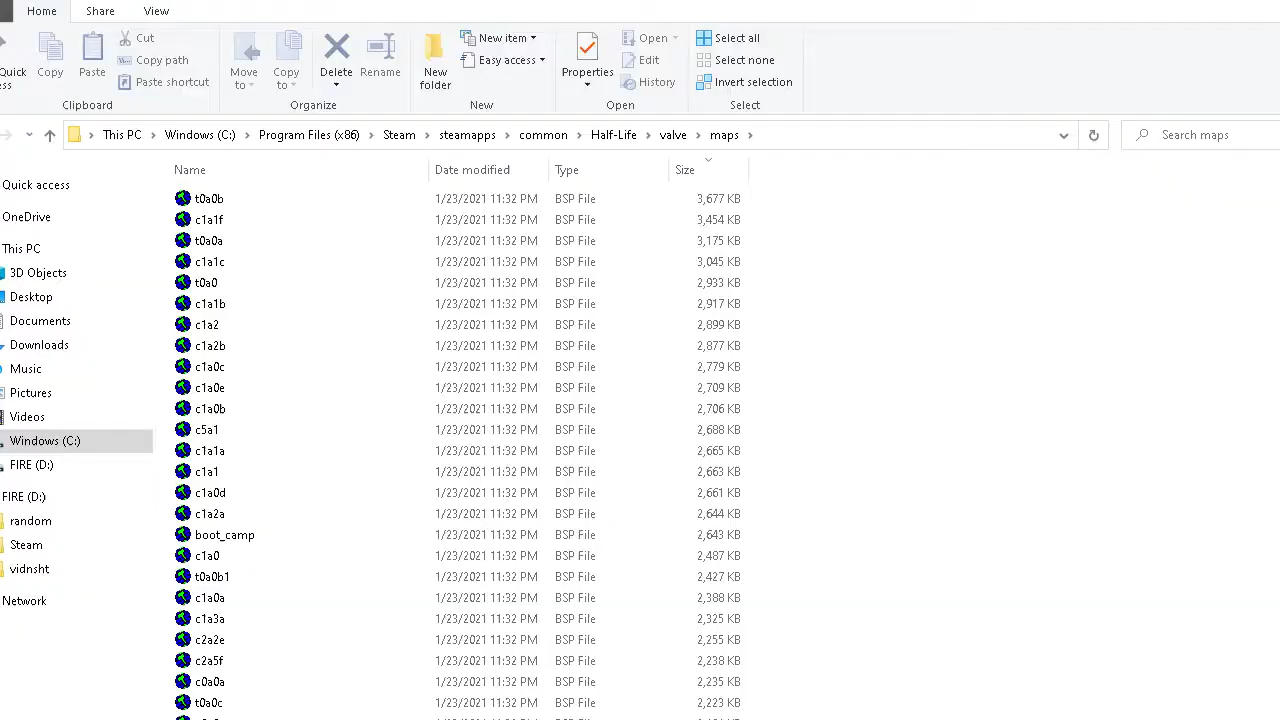 Home Share View
Quick Copy Paste Cut Copy path Paste shortcut Move to Copy to Delete Rename New folder New item Easy access Properties Open Edit History Select all Select none Invert selection
Clipboard Organize New Open Select
This PC Windows (C:) Program Files (x86) Steam steamapps common Half-Life valve maps Search maps
Name Date modified Type Size
Quick access
OneDrive
This PC
3D Objects
Desktop
Documents
Downloads
Music
Pictures
Videos
Windows (C:)
FIRE (D:)
FIRE (D:)
random
Steam
vidnsht
Network
t0a0b 1/23/2021 11:32 PM BSP File 3,677 KB
c1a1f 1/23/2021 11:32 PM BSP File 3,454 KB
t0a0a 1/23/2021 11:32 PM BSP File 3,175 KB
c1a1c 1/23/2021 11:32 PM BSP File 3,045 KB
t0a0 1/23/2021 11:32 PM BSP File 2,933 KB
c1a1b 1/23/2021 11:32 PM BSP File 2,917 KB
c1a2 1/23/2021 11:32 PM BSP File 2,899 KB
c1a2b 1/23/2021 11:32 PM BSP File 2,877 KB
c1a0c 1/23/2021 11:32 PM BSP File 2,779 KB
c1a0e 1/23/2021 11:32 PM BSP File 2,709 KB
c1a0b 1/23/2021 11:32 PM BSP File 2,706 KB
c5a1 1/23/2021 11:32 PM BSP File 2,688 KB
c1a1a 1/23/2021 11:32 PM BSP File 2,665 KB
c1a1 1/23/2021 11:32 PM BSP File 2,663 KB
c1a0d 1/23/2021 11:32 PM BSP File 2,661 KB
c1a2a 1/23/2021 11:32 PM BSP File 2,644 KB
boot_camp 1/23/2021 11:32 PM BSP File 2,643 KB
c1a0 1/23/2021 11:32 PM BSP File 2,487 KB
t0a0b1 1/23/2021 11:32 PM BSP File 2,427 KB
c1a0a 1/23/2021 11:32 PM BSP File 2,388 KB
c1a3a 1/23/2021 11:32 PM BSP File 2,325 KB
c2a2e 1/23/2021 11:32 PM BSP File 2,255 KB
c2a5f 1/23/2021 11:32 PM BSP File 2,238 KB
c0a0a 1/23/2021 11:32 PM BSP File 2,235 KB
t0a0c 1/23/2021 11:32 PM BSP File 2,223 KB